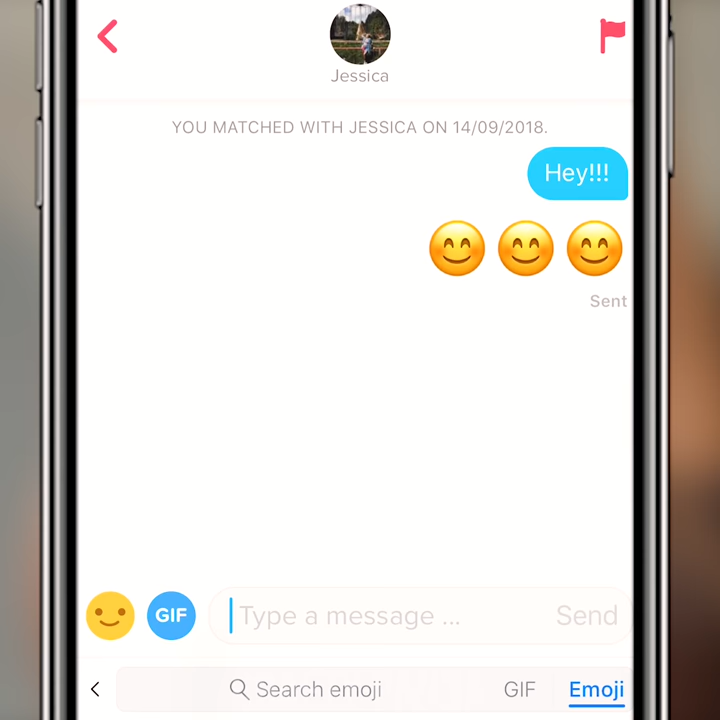 Jessica
YOU MATCHED WITH JESSICA ON 14/09/2018.
Hey!!!
😊 😊 😊
Sent
GIF
Type a message ...
Send
Search emoji
GIF
Emoji